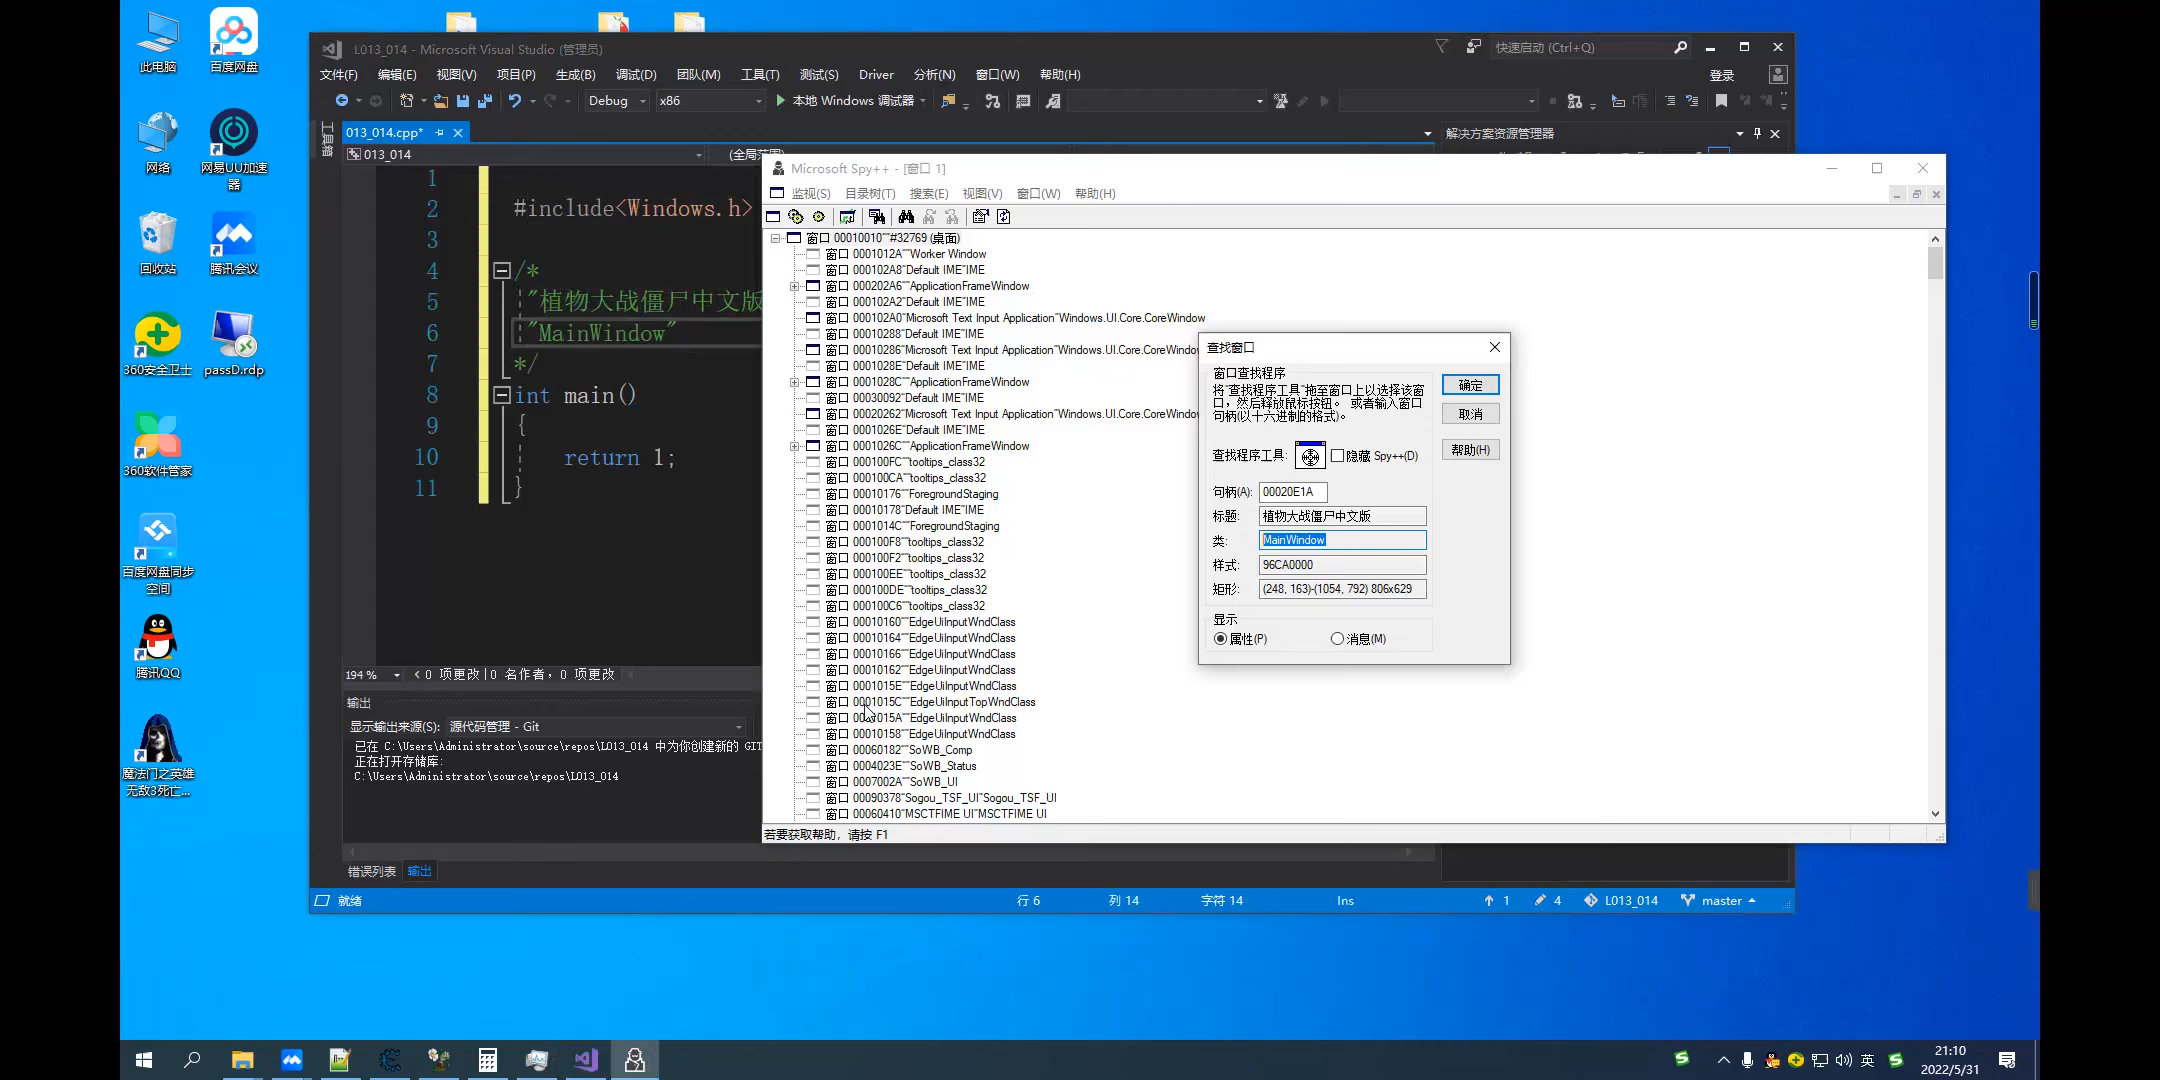 此电脑
百度网盘
网络
网易UU加速
器
回收站
腾讯会议
360安全卫士
passD.rdp
360软件管家
百度网盘同步
空间
腾讯QQ
魔法门之英雄
无敌3死亡...
L013_014 - Microsoft Visual Studio (管理员)
快速启动 (Ctrl+Q)
文件(F) 编辑(E) 视图(V) 项目(P) 生成(B) 调试(D) 团队(M) 工具(T) 测试(S) Driver 分析(N) 窗口(W) 帮助(H)
登录
Debug x86 本地 Windows 调试器
工具箱
013_014.cpp*
解决方案资源管理器
013_014
(全局范围)
1
2 #include<Windows.h>
3
4 /*
5 "植物大战僵尸中文版
6 "MainWindow"
7 */
8 int main()
9 {
10 return 1;
11 }
194 % 0 项更改 | 0 名作者，0 项更改
输出
显示输出来源(S): 源代码管理 - Git
已在 C:\Users\Administrator\source\repos\L013_014 中为你创建新的 GIT
正在打开存储库:
C:\Users\Administrator\source\repos\L013_014
错误列表 输出
就绪 行 6 列 14 字符 14 Ins 1 4 L013_014 master
Microsoft Spy++ - [窗口 1]
监视(S) 目录树(T) 搜索(E) 视图(V) 窗口(W) 帮助(H)
窗口 00010010""#32769 (桌面)
窗口 0001012A""Worker Window
窗口 000102A8"Default IME"IME
窗口 000202A6""ApplicationFrameWindow
窗口 000102A2"Default IME"IME
窗口 000102A0"Microsoft Text Input Application"Windows.UI.Core.CoreWindow
窗口 00010288"Default IME"IME
窗口 00010286"Microsoft Text Input Application"Windows.UI.Core.CoreWindo
窗口 0001028E"Default IME"IME
窗口 0001028C""ApplicationFrameWindow
窗口 00030092"Default IME"IME
窗口 00020262"Microsoft Text Input Application"Windows.UI.Core.CoreWindo
窗口 0001026E"Default IME"IME
窗口 0001026C""ApplicationFrameWindow
窗口 000100FC""tooltips_class32
窗口 000100CA""tooltips_class32
窗口 00010176""ForegroundStaging
窗口 00010178"Default IME"IME
窗口 0001014C""ForegroundStaging
窗口 000100F8""tooltips_class32
窗口 000100F2""tooltips_class32
窗口 000100EE""tooltips_class32
窗口 000100DE""tooltips_class32
窗口 000100C6""tooltips_class32
窗口 00010160""EdgeUiInputWndClass
窗口 00010164""EdgeUiInputWndClass
窗口 00010166""EdgeUiInputWndClass
窗口 00010162""EdgeUiInputWndClass
窗口 0001015E""EdgeUiInputWndClass
窗口 0001015C""EdgeUiInputTopWndClass
窗口 0001015A""EdgeUiInputWndClass
窗口 00010158""EdgeUiInputWndClass
窗口 00060182""SoWB_Comp
窗口 0004023E""SoWB_Status
窗口 0007002A""SoWB_UI
窗口 00090378"Sogou_TSF_UI"Sogou_TSF_UI
窗口 00060410"MSCTFIME UI"MSCTFIME UI
若要获取帮助，请按 F1
查找窗口
窗口查找程序
将“查找程序工具”拖至窗口上以选择该窗
口，然后释放鼠标按钮。 或者输入窗口
句柄(以十六进制的格式)。
确定
取消
帮助(H)
查找程序工具: 隐藏 Spy++(D)
句柄(A): 00020E1A
标题: 植物大战僵尸中文版
类: MainWindow
样式: 96CA0000
矩形: (248, 163)-(1054, 792) 806x629
显示
属性(P) 消息(M)
英
21:10
2022/5/31